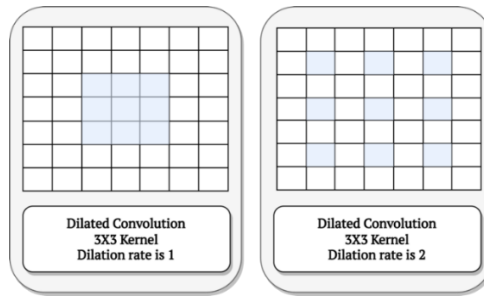 Dilated Convolution
3X3 Kernel
Dilation rate is 1
Dilated Convolution
3X3 Kernel
Dilation rate is 2